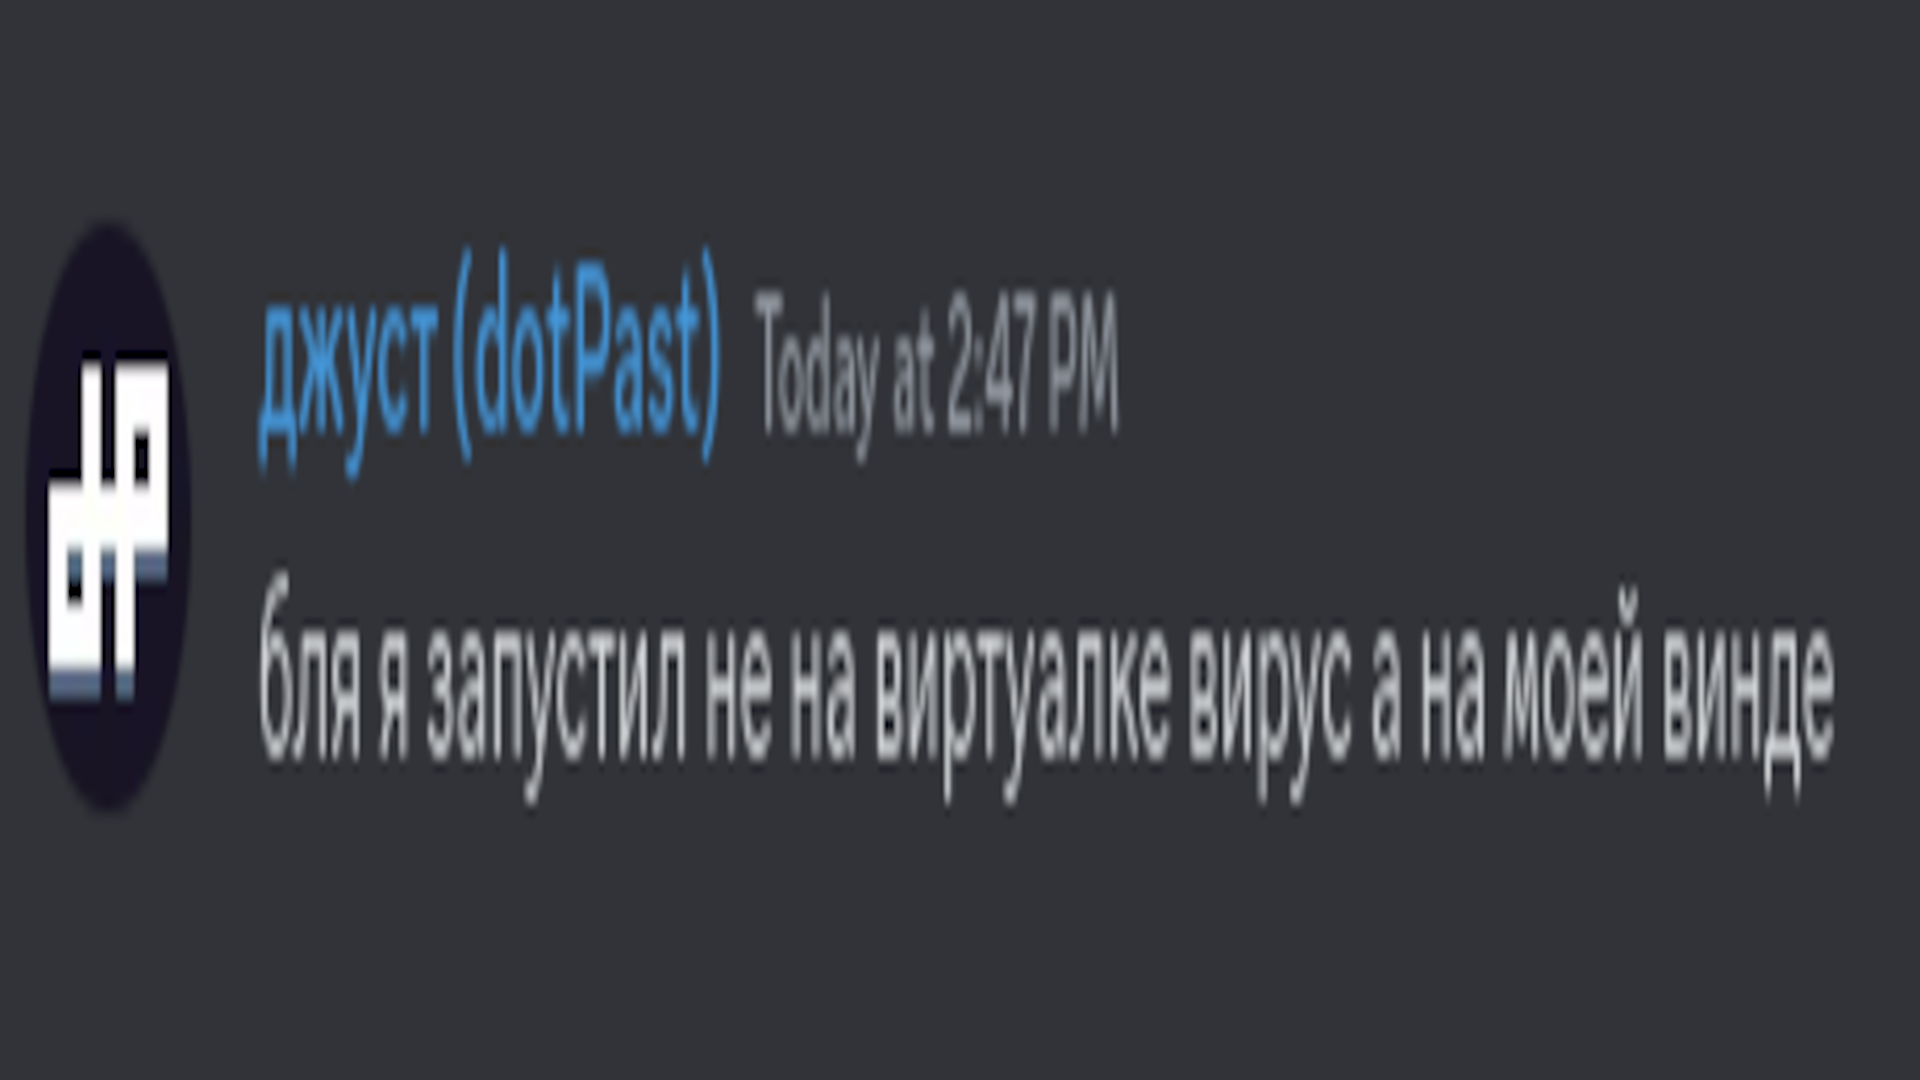 джуст (dotPast) Today at 2:47 PM
бля я запустил не на виртуалке вирус а на моей винде